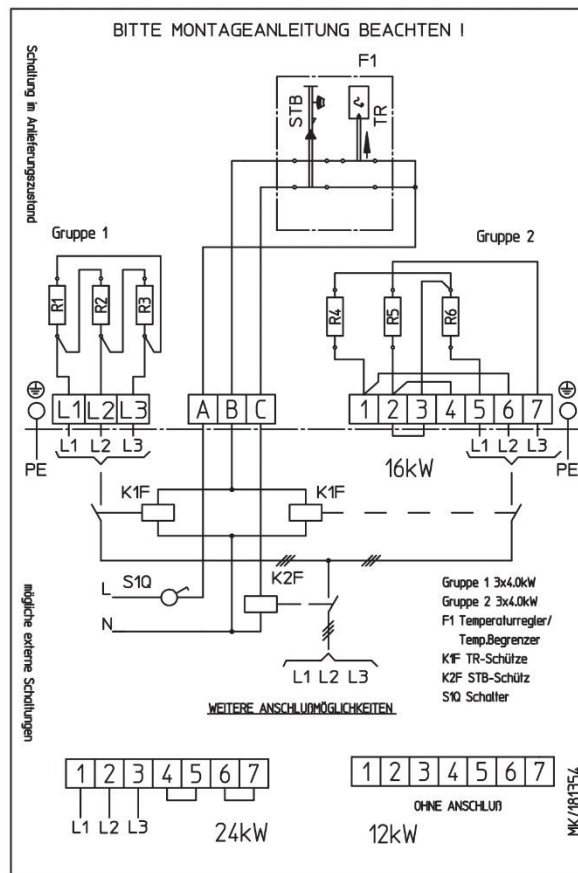 BITTE MONTAGEANLEITUNG BEACHTEN !
Schaltung im Anlieferungszustand
F1
STB
TR
Gruppe 1
Gruppe 2
R1 R2 R3
R4 R5 R6
L1 L2 L3
A B C
1 2 3 4 5 6 7
L1 L2 L3
L1 L2 L3
PE
16kW
PE
K1F
K1F
L
S1Q
K2F
N
L1 L2 L3
Gruppe 1 3x4.0kW
Gruppe 2 3x4.0kW
F1 Temperaturregler/
Temp.Begrenzer
K1F TR-Schütze
K2F STB-Schütz
S1Q Schalter
mögliche externe Schaltungen
WEITERE ANSCHLUßMÖGLICHKEITEN
1 2 3 4 5 6 7
L1 L2 L3
24kW
1 2 3 4 5 6 7
OHNE ANSCHLUß
12kW
MK/181354